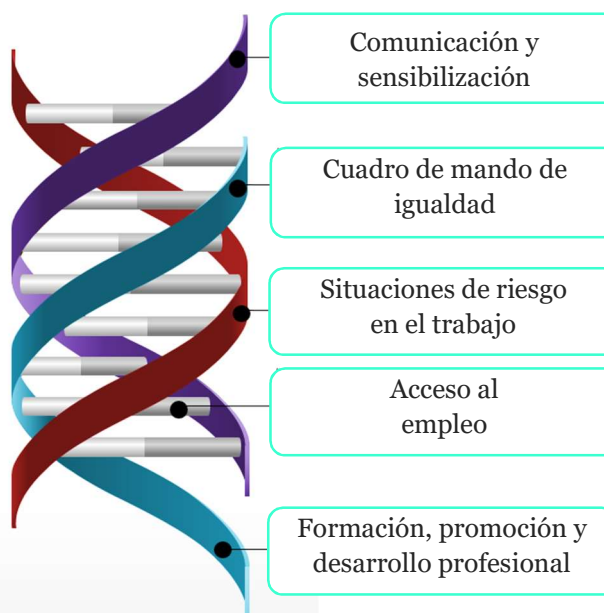 Comunicación y
sensibilización
Cuadro de mando de
igualdad
Situaciones de riesgo
en el trabajo
Acceso al
empleo
Formación, promoción y
desarrollo profesional